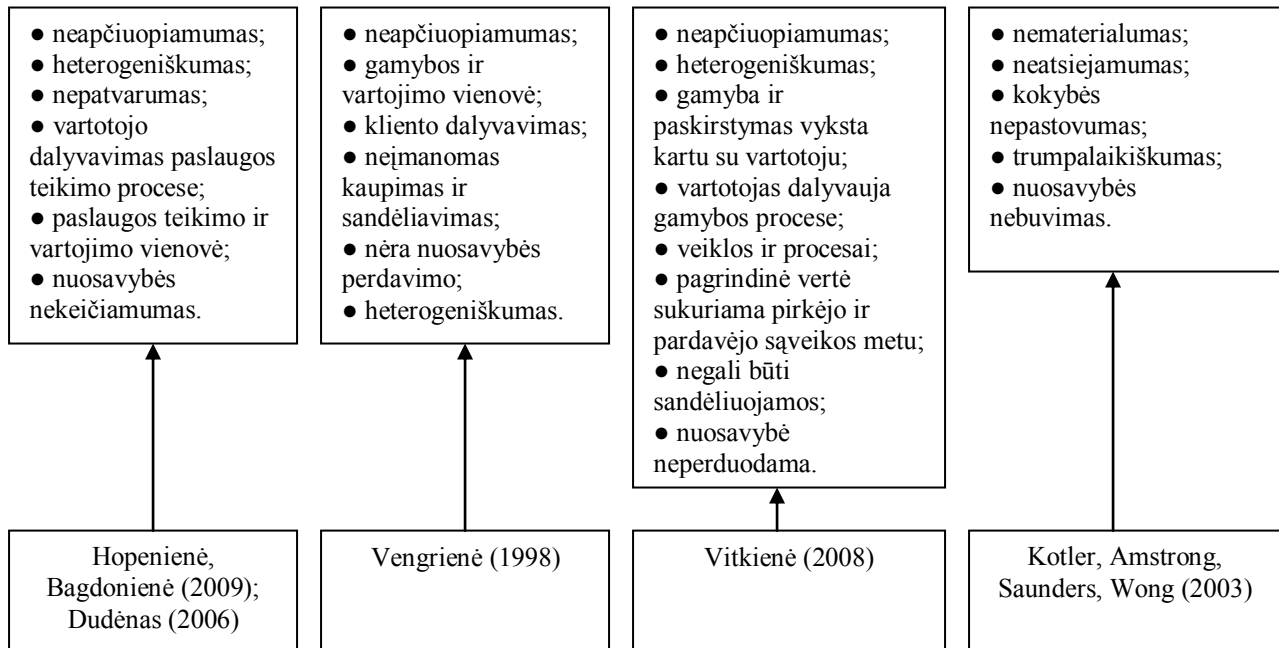 ● neapčiuopiamumas;
● heterogeniškumas;
● nepatvarumas;
● vartotojo
dalyvavimas paslaugos
teikimo procese;
● paslaugos teikimo ir
vartojimo vienovė;
● nuosavybės
nekeičiamumas.
● neapčiuopiamumas;
● gamybos ir
vartojimo vienovė;
● kliento dalyvavimas;
● neįmanomas
kaupimas ir
sandėliavimas;
● nėra nuosavybės
perdavimo;
● heterogeniškumas.
● neapčiuopiamumas;
● heterogeniškumas;
● gamyba ir
paskirstymas vyksta
kartu su vartotoju;
● vartotojas dalyvauja
gamybos procese;
● veiklos ir procesai;
● pagrindinė vertė
sukuriama pirkėjo ir
pardavėjo sąveikos metu;
● negali būti
sandėliuojamos;
● nuosavybė
neperduodama.
● nematerialumas;
● neatsiejamumas;
● kokybės
nepastovumas;
● trumpalaikiškumas;
● nuosavybės
nebuvimas.
Hopenienė,
Bagdonienė (2009);
Dudėnas (2006)
Vengrienė (1998)
Vitkienė (2008)
Kotler, Amstrong,
Saunders, Wong (2003)